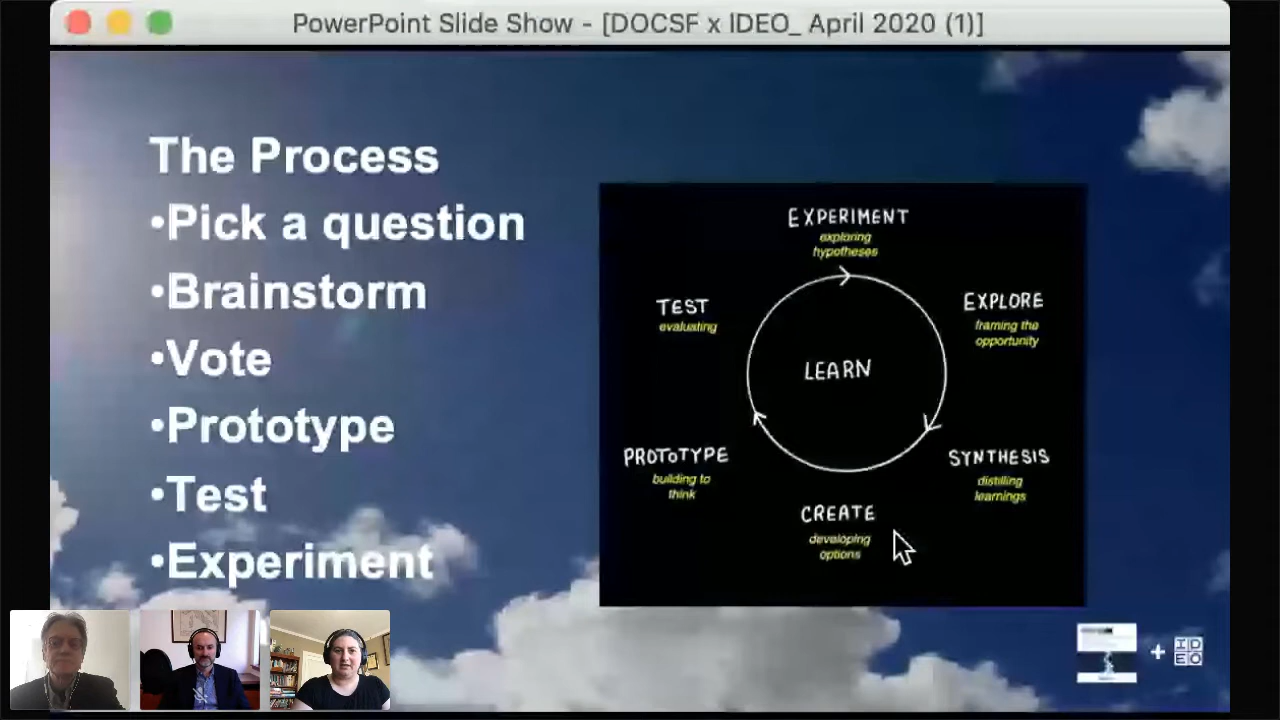 PowerPoint Slide Show - [DOCSF x IDEO_ April 2020 (1)]
The Process
•Pick a question
•Brainstorm
•Vote
•Prototype
•Test
•Experiment
EXPERIMENT
exploring
hypotheses
EXPLORE
framing the
opportunity
SYNTHESIS
distilling
learnings
CREATE
developing
options
PROTOTYPE
building to
think
TEST
evaluating
LEARN
+
ID
EO